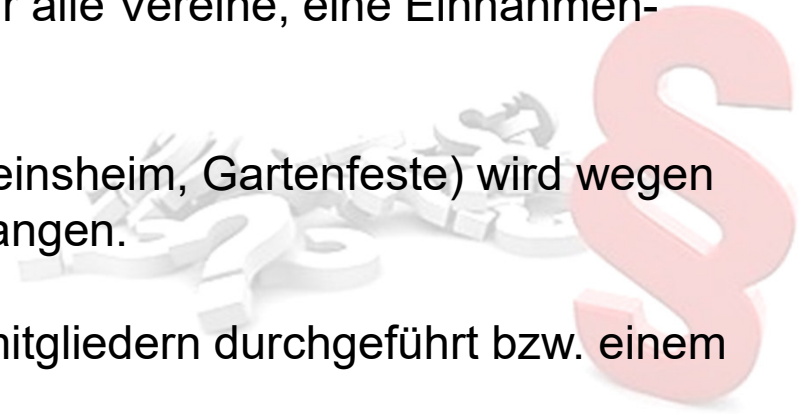 r alle Vereine, eine Einnahmen-
einsheim, Gartenfeste) wird wegen
angen.
mitgliedern durchgeführt bzw. einem